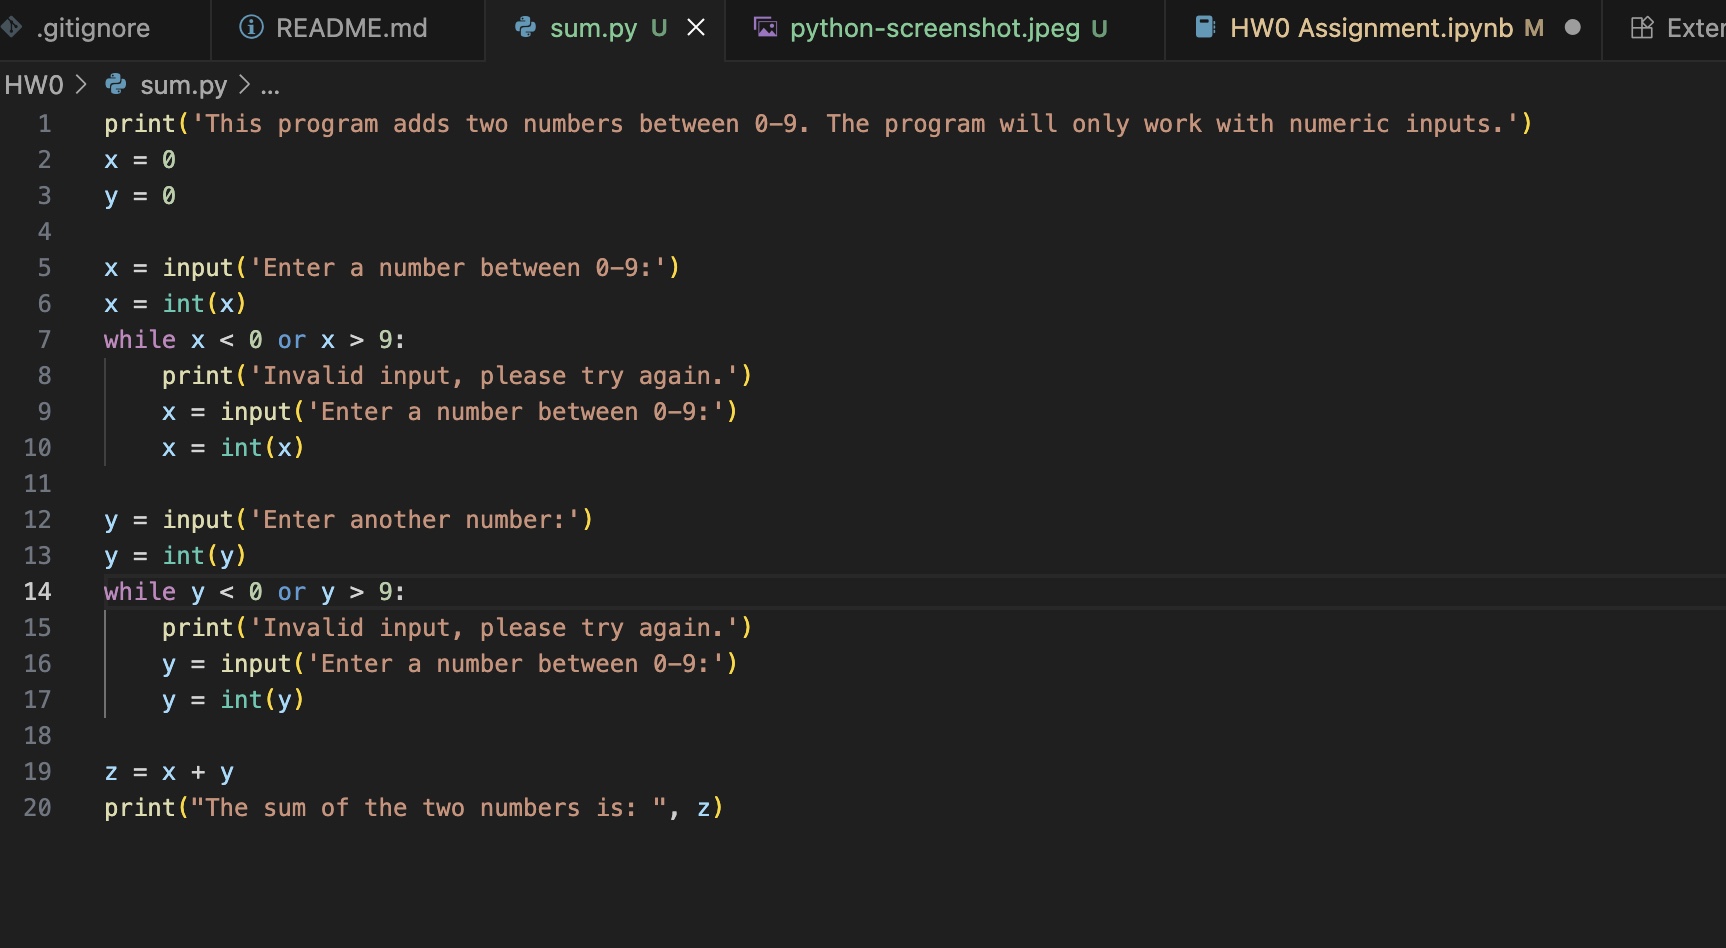 .gitignore README.md sum.py U python-screenshot.jpeg U HW0 Assignment.ipynb M
HW0 > sum.py > ...
1 print('This program adds two numbers between 0-9. The program will only work with numeric inputs.')
2 x = 0
3 y = 0
4
5 x = input('Enter a number between 0-9:')
6 x = int(x)
7 while x < 0 or x > 9:
8     print('Invalid input, please try again.')
9     x = input('Enter a number between 0-9:')
10     x = int(x)
11
12 y = input('Enter another number:')
13 y = int(y)
14 while y < 0 or y > 9:
15     print('Invalid input, please try again.')
16     y = input('Enter a number between 0-9:')
17     y = int(y)
18
19 z = x + y
20 print("The sum of the two numbers is: ", z)